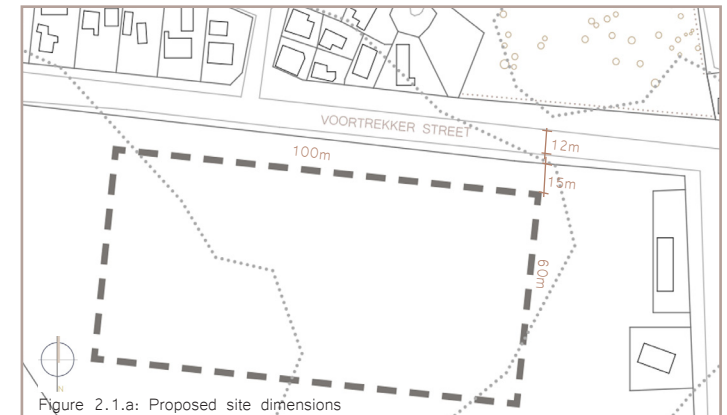 VOORTREKKER STREET
100m
12m
15m
60m
N
Figure 2.1.a: Proposed site dimensions